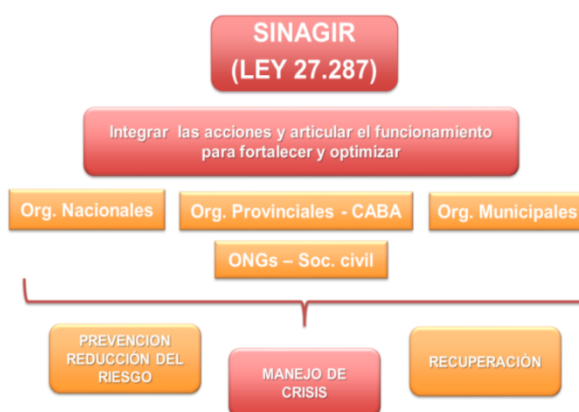 SINAGIR
(LEY 27.287)
Integrar las acciones y articular el funcionamiento
para fortalecer y optimizar
Org. Nacionales
Org. Provinciales - CABA
Org. Municipales
ONGs – Soc. civil
PREVENCION
REDUCCIÓN DEL
RIESGO
MANEJO DE
CRISIS
RECUPERACIÓN